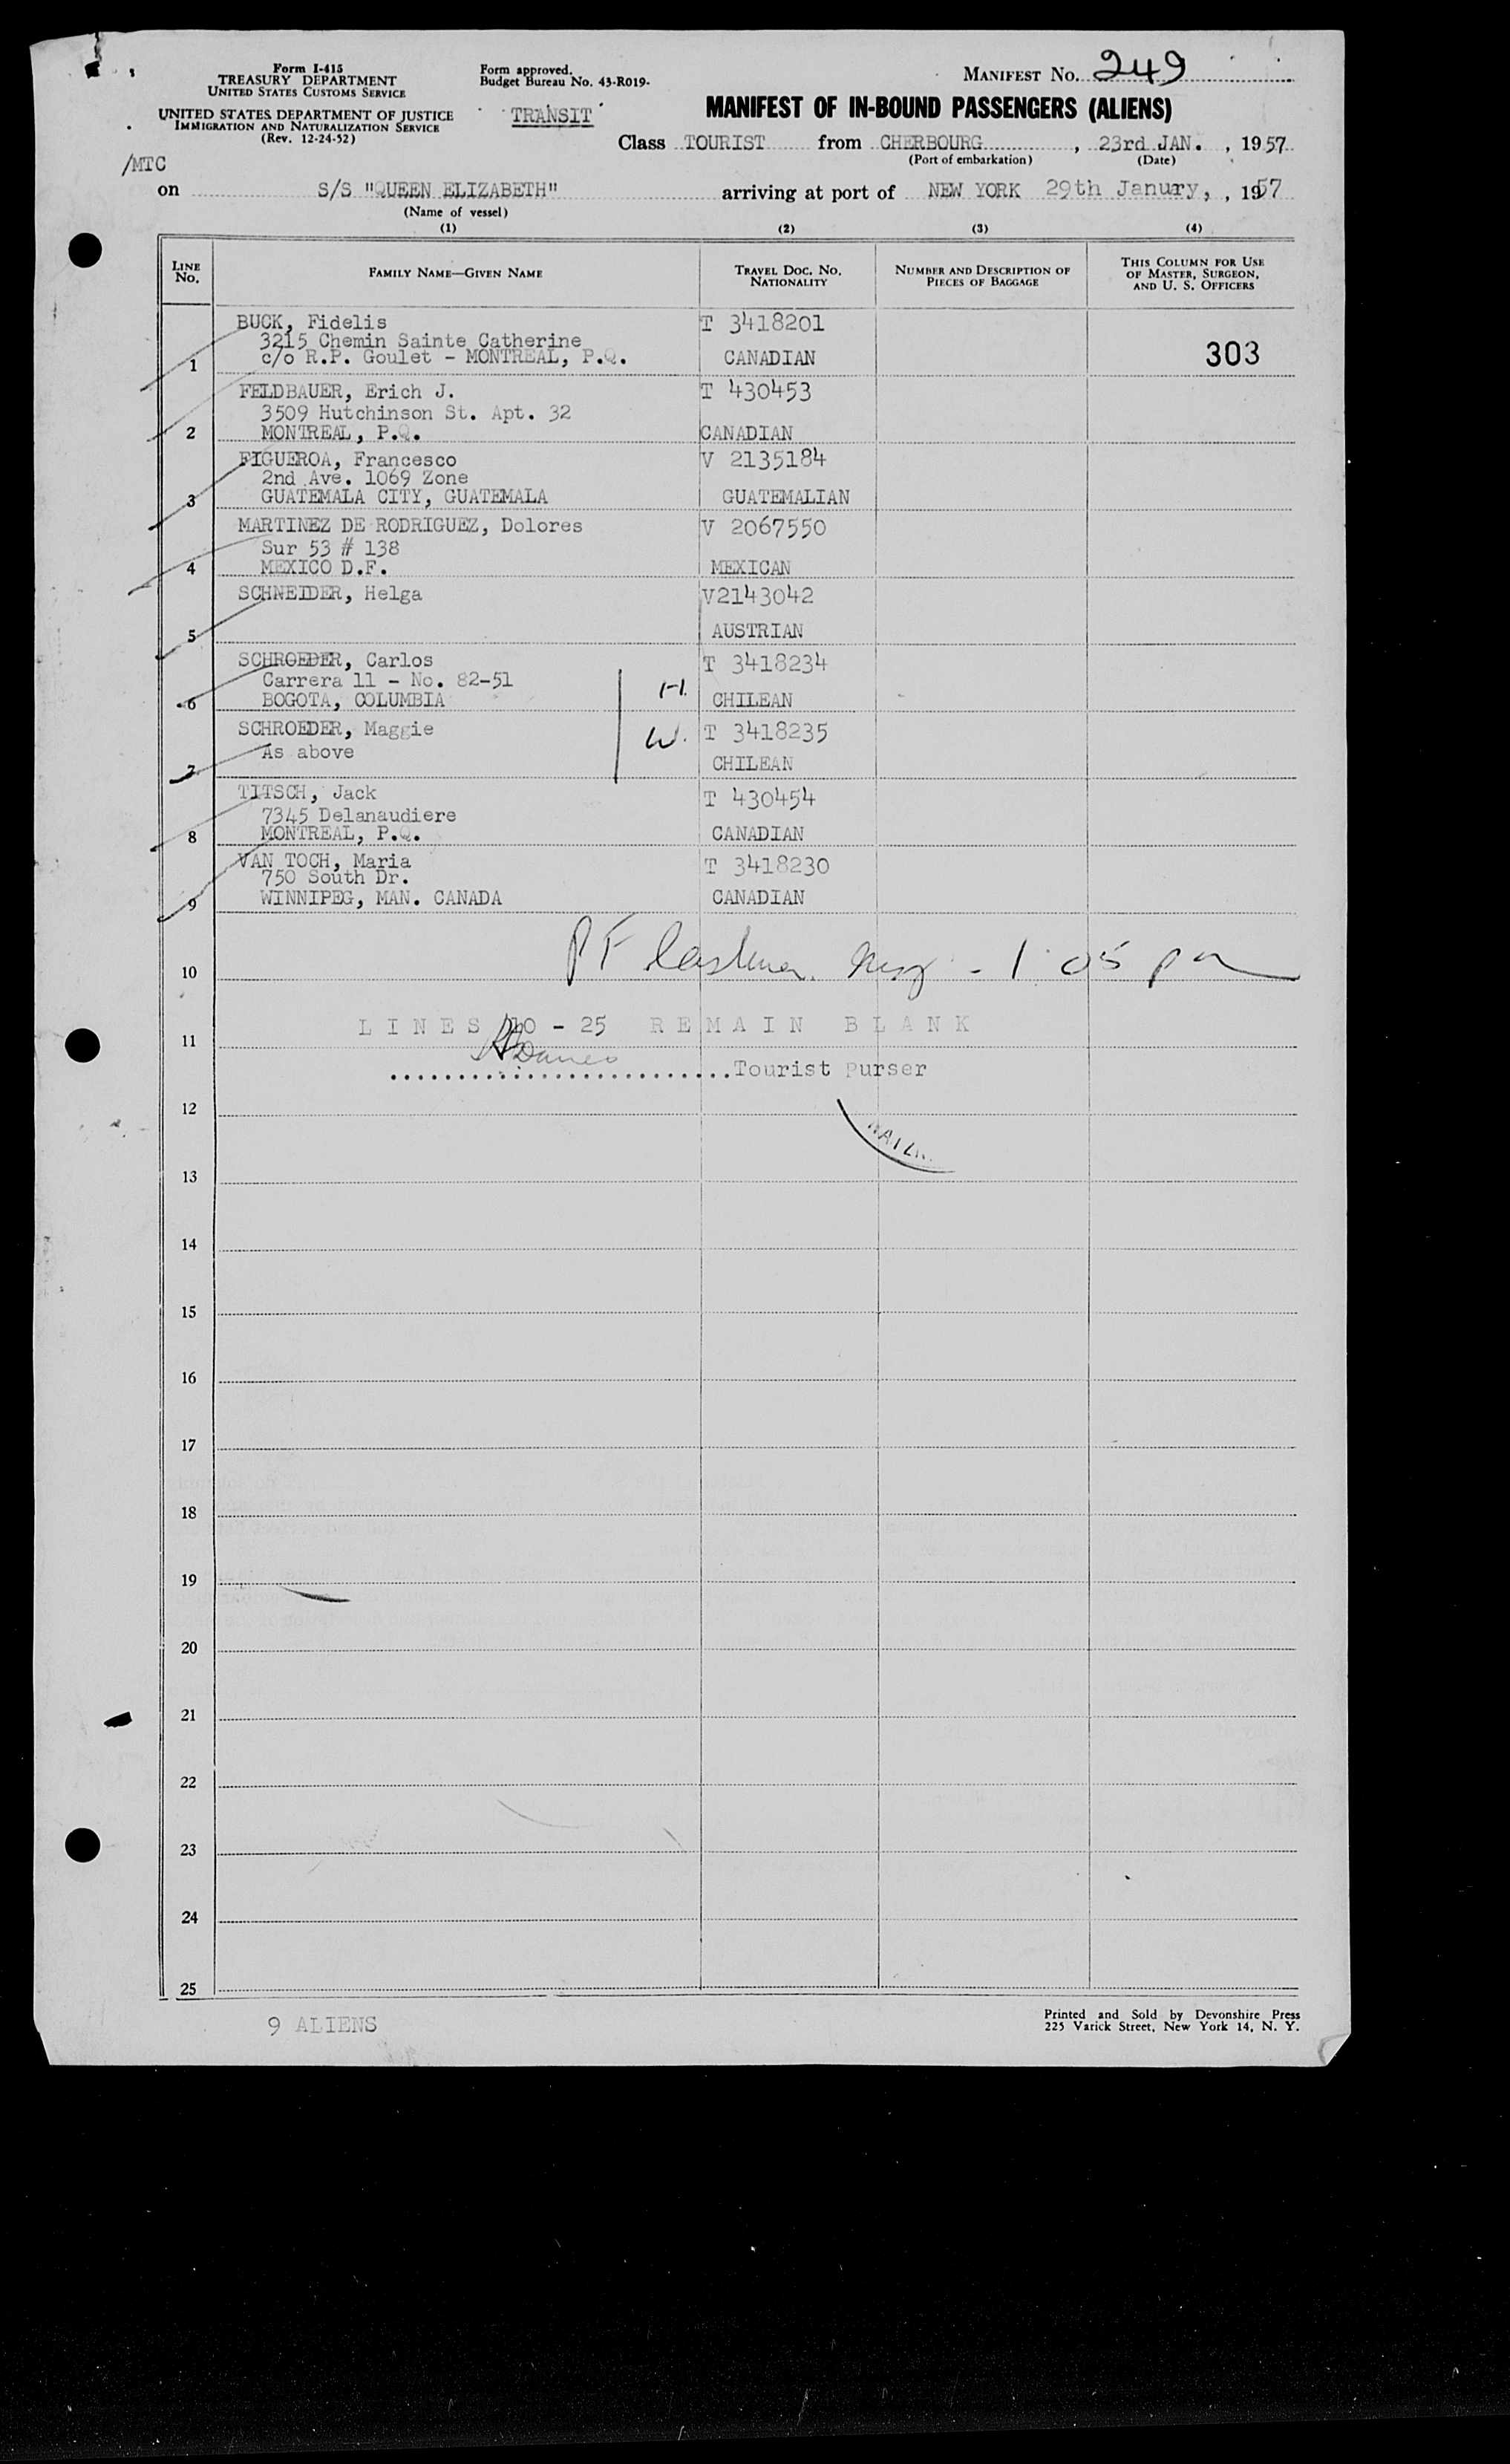 Form I-415
TREASURY DEPARTMENT
UNITED STATES CUSTOMS SERVICE
UNITED STATES DEPARTMENT OF JUSTICE
IMMIGRATION AND NATURALIZATION SERVICE
(Rev. 12-24-52)
Form approved.
Budget Bureau No. 43-R019-
TRANSIT
MANIFEST No. 249
MANIFEST OF IN-BOUND PASSENGERS (ALIENS)
Class TOURIST from CHERBOURG, 23rd JAN., 1957
(Port of embarkation) (Date)
/MTC
on S/S "QUEEN ELIZABETH" arriving at port of NEW YORK 29th Janury, , 1957
(Name of vessel)
(1) (2) (3) (4)
LINE No. FAMILY NAME—GIVEN NAME TRAVEL DOC. NO. NATIONALITY NUMBER AND DESCRIPTION OF PIECES OF BAGGAGE THIS COLUMN FOR USE OF MASTER, SURGEON, AND U. S. OFFICERS
BUCK, Fidelis T 3418201
3215 Chemin Sainte Catherine
1 c/o R.P. Goulet - MONTREAL, P.Q. CANADIAN 303
FELDBAUER, Erich J. T 430453
3509 Hutchinson St. Apt. 32
2 MONTREAL, P.Q. CANADIAN
FIGUEROA, Francesco V 2135184
2nd Ave. 1069 Zone
3 GUATEMALA CITY, GUATEMALA GUATEMALIAN
MARTINEZ DE RODRIGUEZ, Dolores V 2067550
Sur 53 # 138
4 MEXICO D.F. MEXICAN
SCHNEIDER, Helga V2143042
5 AUSTRIAN
SCHROEDER, Carlos T 3418234
Carrera 11 - No. 82-51
6 BOGOTA, COLUMBIA H. CHILEAN
SCHROEDER, Maggie W. T 3418235
As above
7 CHILEAN
TITSCH, Jack T 430454
7345 Delanaudiere
8 MONTREAL, P.Q. CANADIAN
VAN TOCH, Maria T 3418230
750 South Dr.
9 WINNIPEG, MAN. CANADA CANADIAN
10 P F - 1:05 pm
LINES 10 - 25 REMAIN BLANK
11
Tourist Purser
12
13
14
15
16
17
18
19
20
21
22
23
24
25
9 ALIENS
Printed and Sold by Devonshire Press
225 Varick Street, New York 14, N. Y.